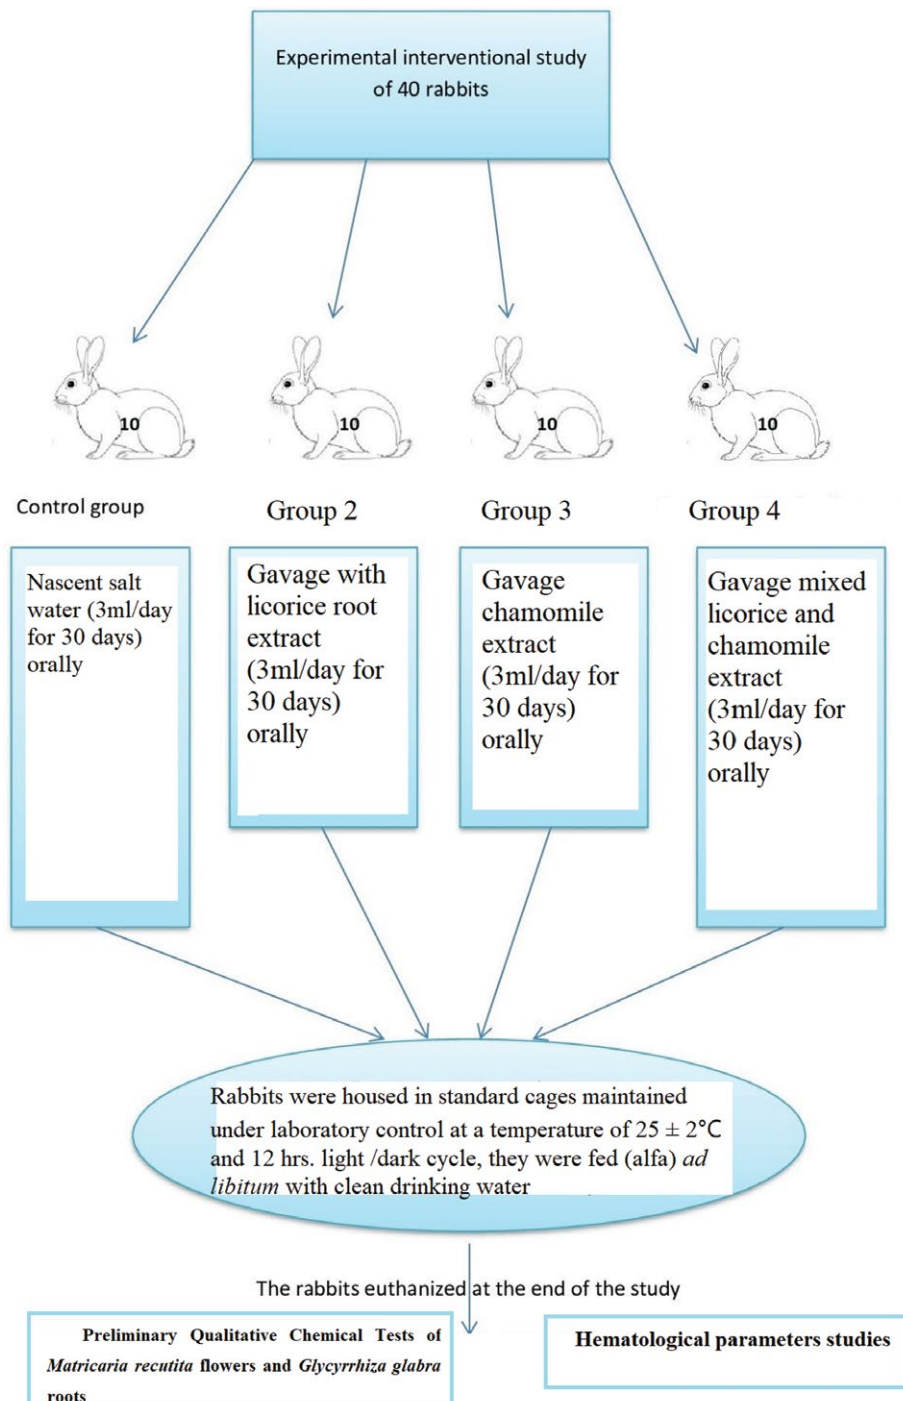 Experimental interventional study
of 40 rabbits
10
10
10
10
Control group
Group 2
Group 3
Group 4
Nascent salt
water (3ml/day
for 30 days)
orally
Gavage with
licorice root
extract
(3ml/day for
30 days)
orally
Gavage
chamomile
extract
(3ml/day for
30 days)
orally
Gavage mixed
licorice and
chamomile
extract
(3ml/day for
30 days)
orally
Rabbits were housed in standard cages maintained
under laboratory control at a temperature of 25 ± 2°C
and 12 hrs. light /dark cycle, they were fed (alfa) ad
libitum with clean drinking water
The rabbits euthanized at the end of the study
Preliminary Qualitative Chemical Tests of
Matricaria recutita flowers and Glycyrrhiza glabra
roots
Hematological parameters studies